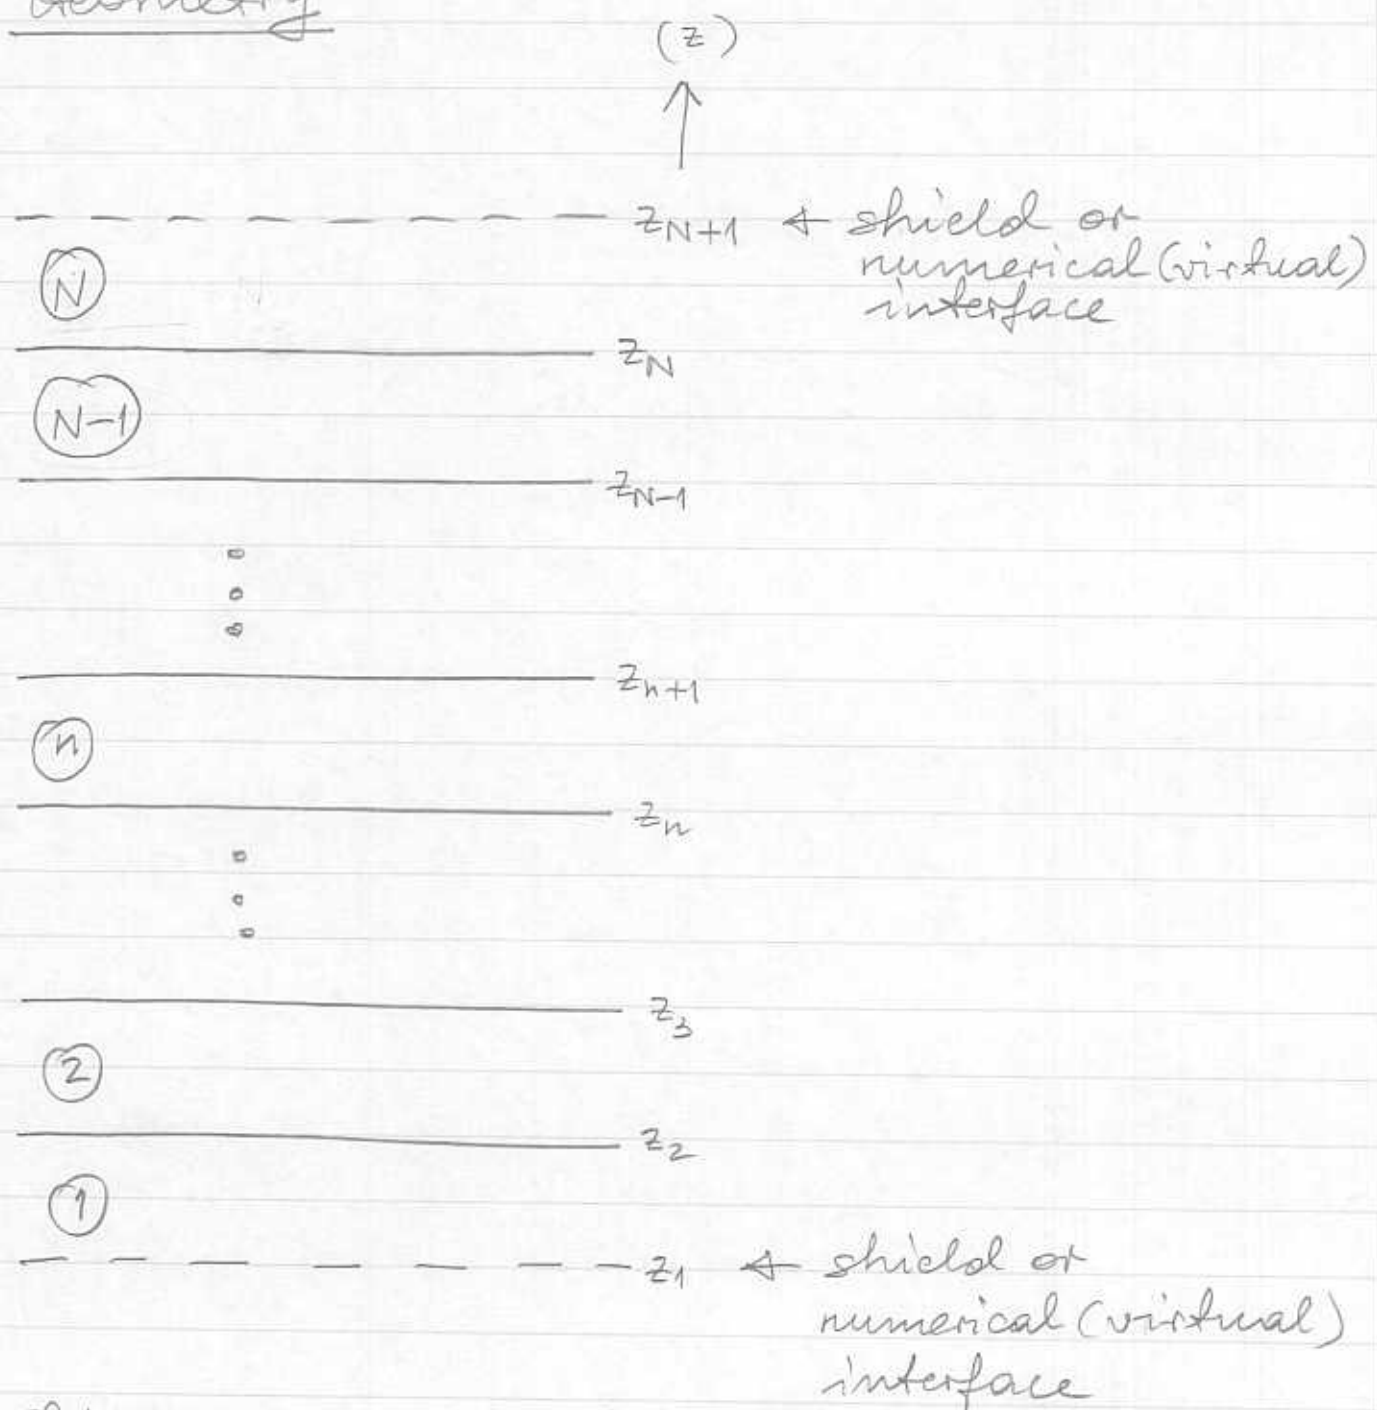 Geometry
(z)
z_{N+1} ← shield or
numerical (virtual)
interface
N
z_N
N-1
z_{N-1}
z_{n+1}
n
z_n
z_3
2
z_2
1
z_1 ← shield or
numerical (virtual)
interface